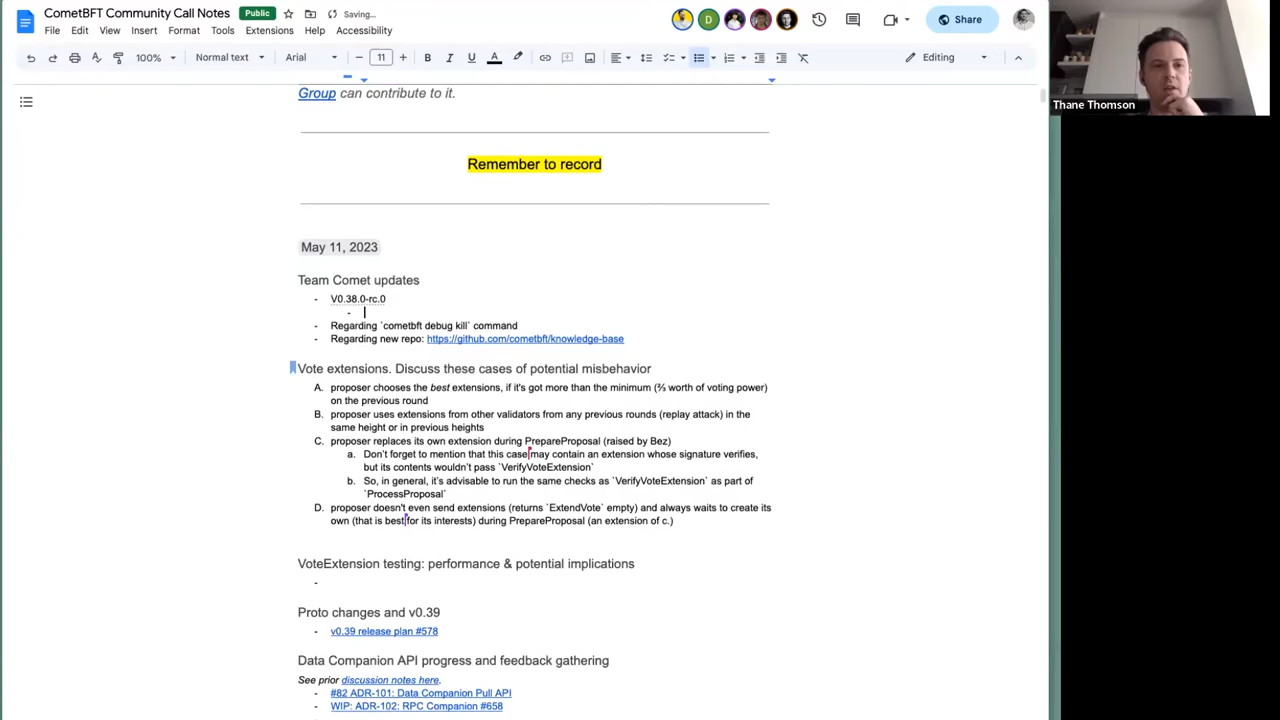 CometBFT Community Call Notes
Public
Saving...
File Edit View Insert Format Tools Extensions Help Accessibility
D
Share
100%
Normal text
Arial
11
B I U A
Editing
Thane Thomson
Group can contribute to it.
Remember to record
May 11, 2023
Team Comet updates
- V0.38.0-rc.0
-
- Regarding `cometbft debug kill` command
- Regarding new repo: https://github.com/cometbft/knowledge-base
Vote extensions. Discuss these cases of potential misbehavior
A. proposer chooses the best extensions, if it's got more than the minimum (⅔ worth of voting power)
on the previous round
B. proposer uses extensions from other validators from any previous rounds (replay attack) in the
same height or in previous heights
C. proposer replaces its own extension during PrepareProposal (raised by Bez)
a. Don't forget to mention that this case may contain an extension whose signature verifies,
but its contents wouldn't pass `VerifyVoteExtension`
b. So, in general, it's advisable to run the same checks as `VerifyVoteExtension` as part of
`ProcessProposal`
D. proposer doesn't even send extensions (returns `ExtendVote` empty) and always waits to create its
own (that is best for its interests) during PrepareProposal (an extension of c.)
VoteExtension testing: performance & potential implications
-
Proto changes and v0.39
- v0.39 release plan #578
Data Companion API progress and feedback gathering
See prior discussion notes here.
- #82 ADR-101: Data Companion Pull API
- WIP: ADR-102: RPC Companion #658